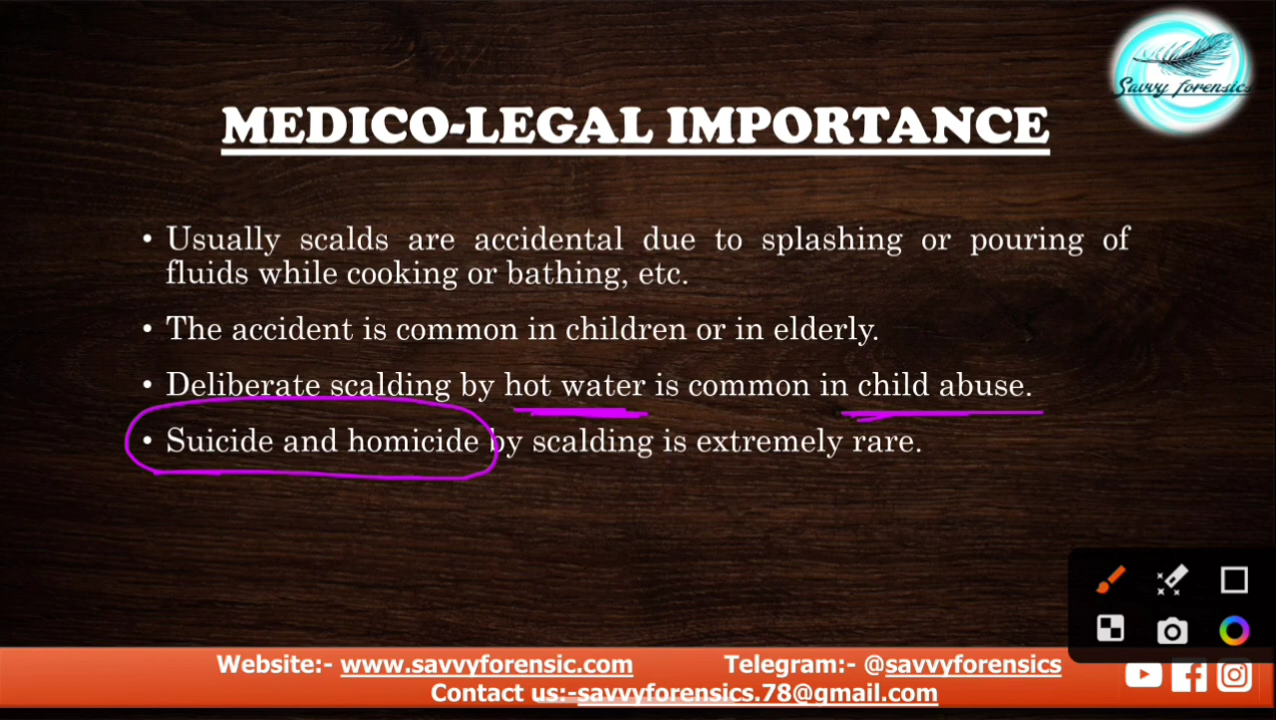 Savvy forensics
MEDICO-LEGAL IMPORTANCE
• Usually scalds are accidental due to splashing or pouring of
fluids while cooking or bathing, etc.
• The accident is common in children or in elderly.
• Deliberate scalding by hot water is common in child abuse.
• Suicide and homicide by scalding is extremely rare.
Website:- www.savvyforensic.com Telegram:- @savvyforensics
Contact us:-savvyforensics.78@gmail.com